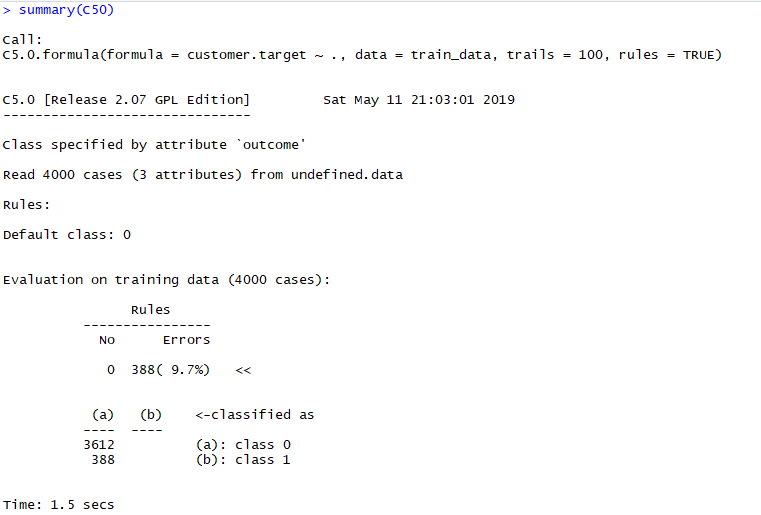 > summary(C50)
Call:
C5.0.formula(formula = customer.target ~ ., data = train_data, trails = 100, rules = TRUE)
C5.0 [Release 2.07 GPL Edition]         Sat May 11 21:03:01 2019
-------------------------------
Class specified by attribute `outcome'
Read 4000 cases (3 attributes) from undefined.data
Rules:
Default class: 0
Evaluation on training data (4000 cases):
Rules
----------------
No      Errors
0  388( 9.7%)   <<
(a)   (b)    <-classified as
----  ----
3612          (a): class 0
388          (b): class 1
Time: 1.5 secs